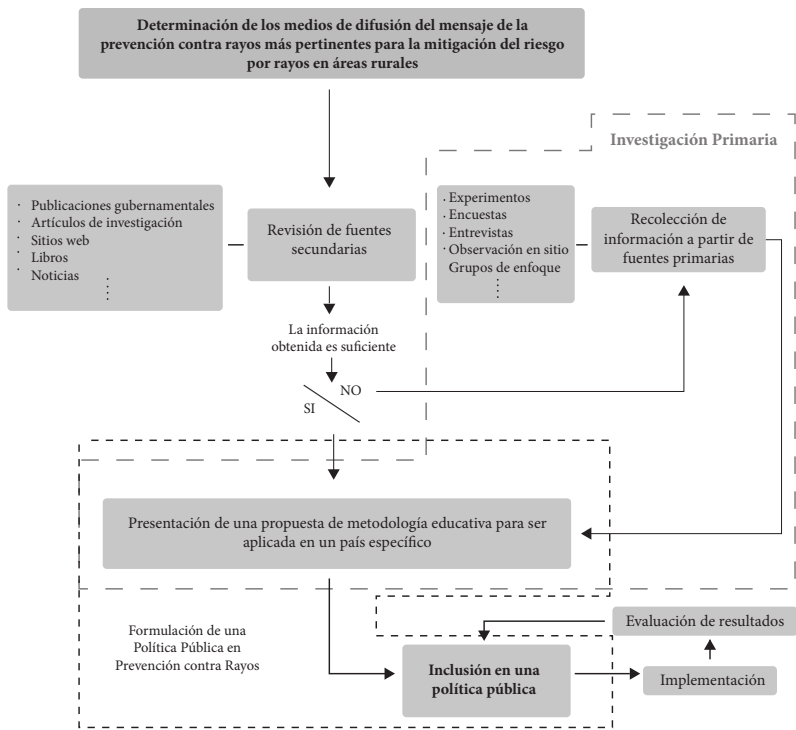 Determinación de los medios de difusión del mensaje de la
prevención contra rayos más pertinentes para la mitigación del riesgo
por rayos en áreas rurales
Investigación Primaria
· Publicaciones gubernamentales
· Artículos de investigación
· Sitios web
· Libros
· Noticias
Revisión de fuentes
secundarias
· Experimentos
· Encuestas
· Entrevistas
· Observación en sitio
Grupos de enfoque
Recolección de
información a partir de
fuentes primarias
La información
obtenida es suficiente
NO
SI
Presentación de una propuesta de metodología educativa para ser
aplicada en un país específico
Formulación de una
Política Pública en
Prevención contra Rayos
Evaluación de resultados
Inclusión en una
política pública
Implementación